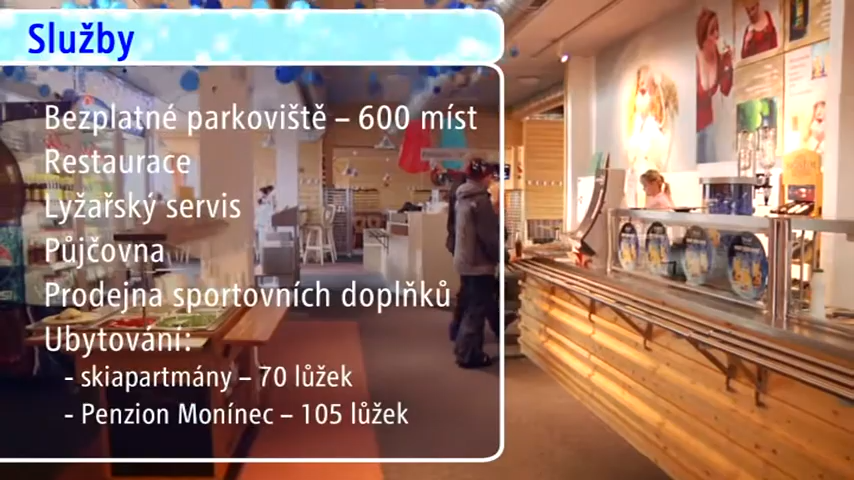 Služby
Bezplatné parkoviště – 600 míst
Restaurace
Lyžařský servis
Půjčovna
Prodejna sportovních doplňků
Ubytování:
- skiapartmány – 70 lůžek
- Penzion Monínec – 105 lůžek